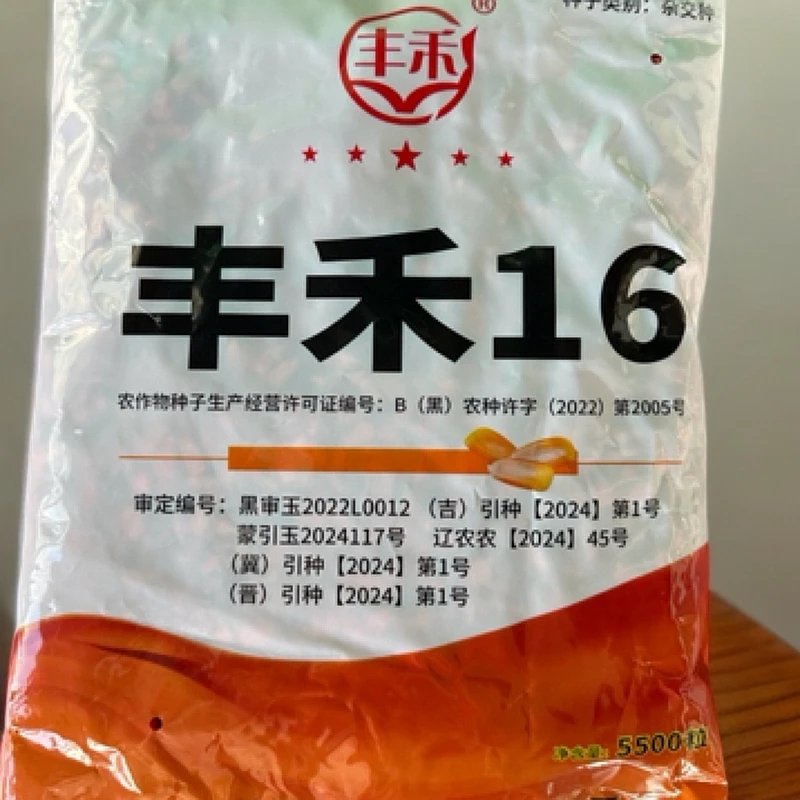 种子类别：杂交种
®
丰禾
丰禾16
农作物种子生产经营许可证编号：B（黑）农种许字（2022）第2005号
审定编号：黑审玉2022L0012 （吉）引种【2024】第1号
蒙引玉2024117号 辽农农【2024】45号
（冀）引种【2024】第1号
（晋）引种【2024】第1号
净含量：5500粒